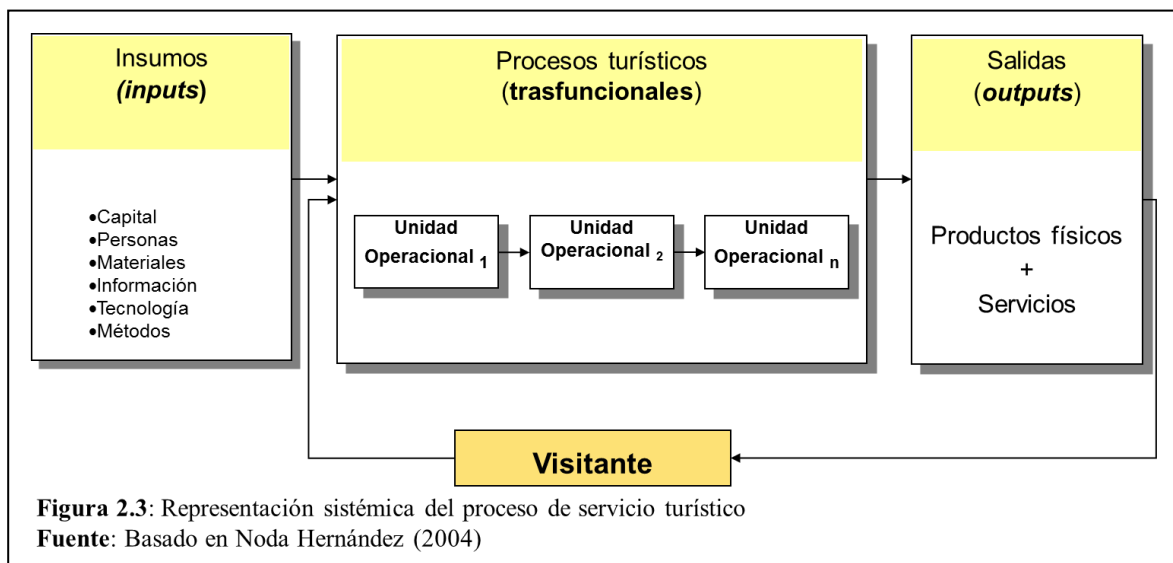 Insumos
(inputs)
•Capital
•Personas
•Materiales
•Información
•Tecnología
•Métodos
Procesos turísticos
(trasfuncionales)
Unidad
Operacional 1
Unidad
Operacional 2
Unidad
Operacional n
Salidas
(outputs)
Productos físicos
+
Servicios
Visitante
Figura 2.3: Representación sistémica del proceso de servicio turístico
Fuente: Basado en Noda Hernández (2004)